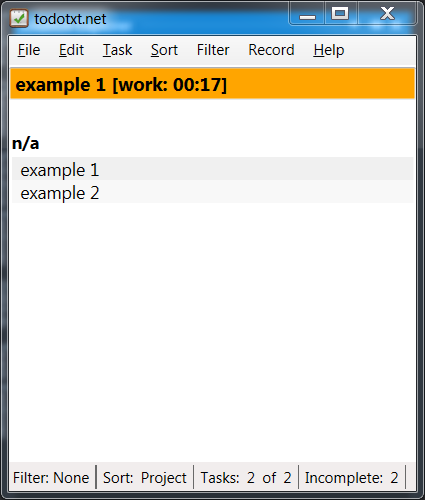 todotxt.net
File Edit Task Sort Filter Record Help
example 1 [work: 00:17]
n/a
example 1
example 2
Filter: None Sort: Project Tasks: 2 of 2 Incomplete: 2